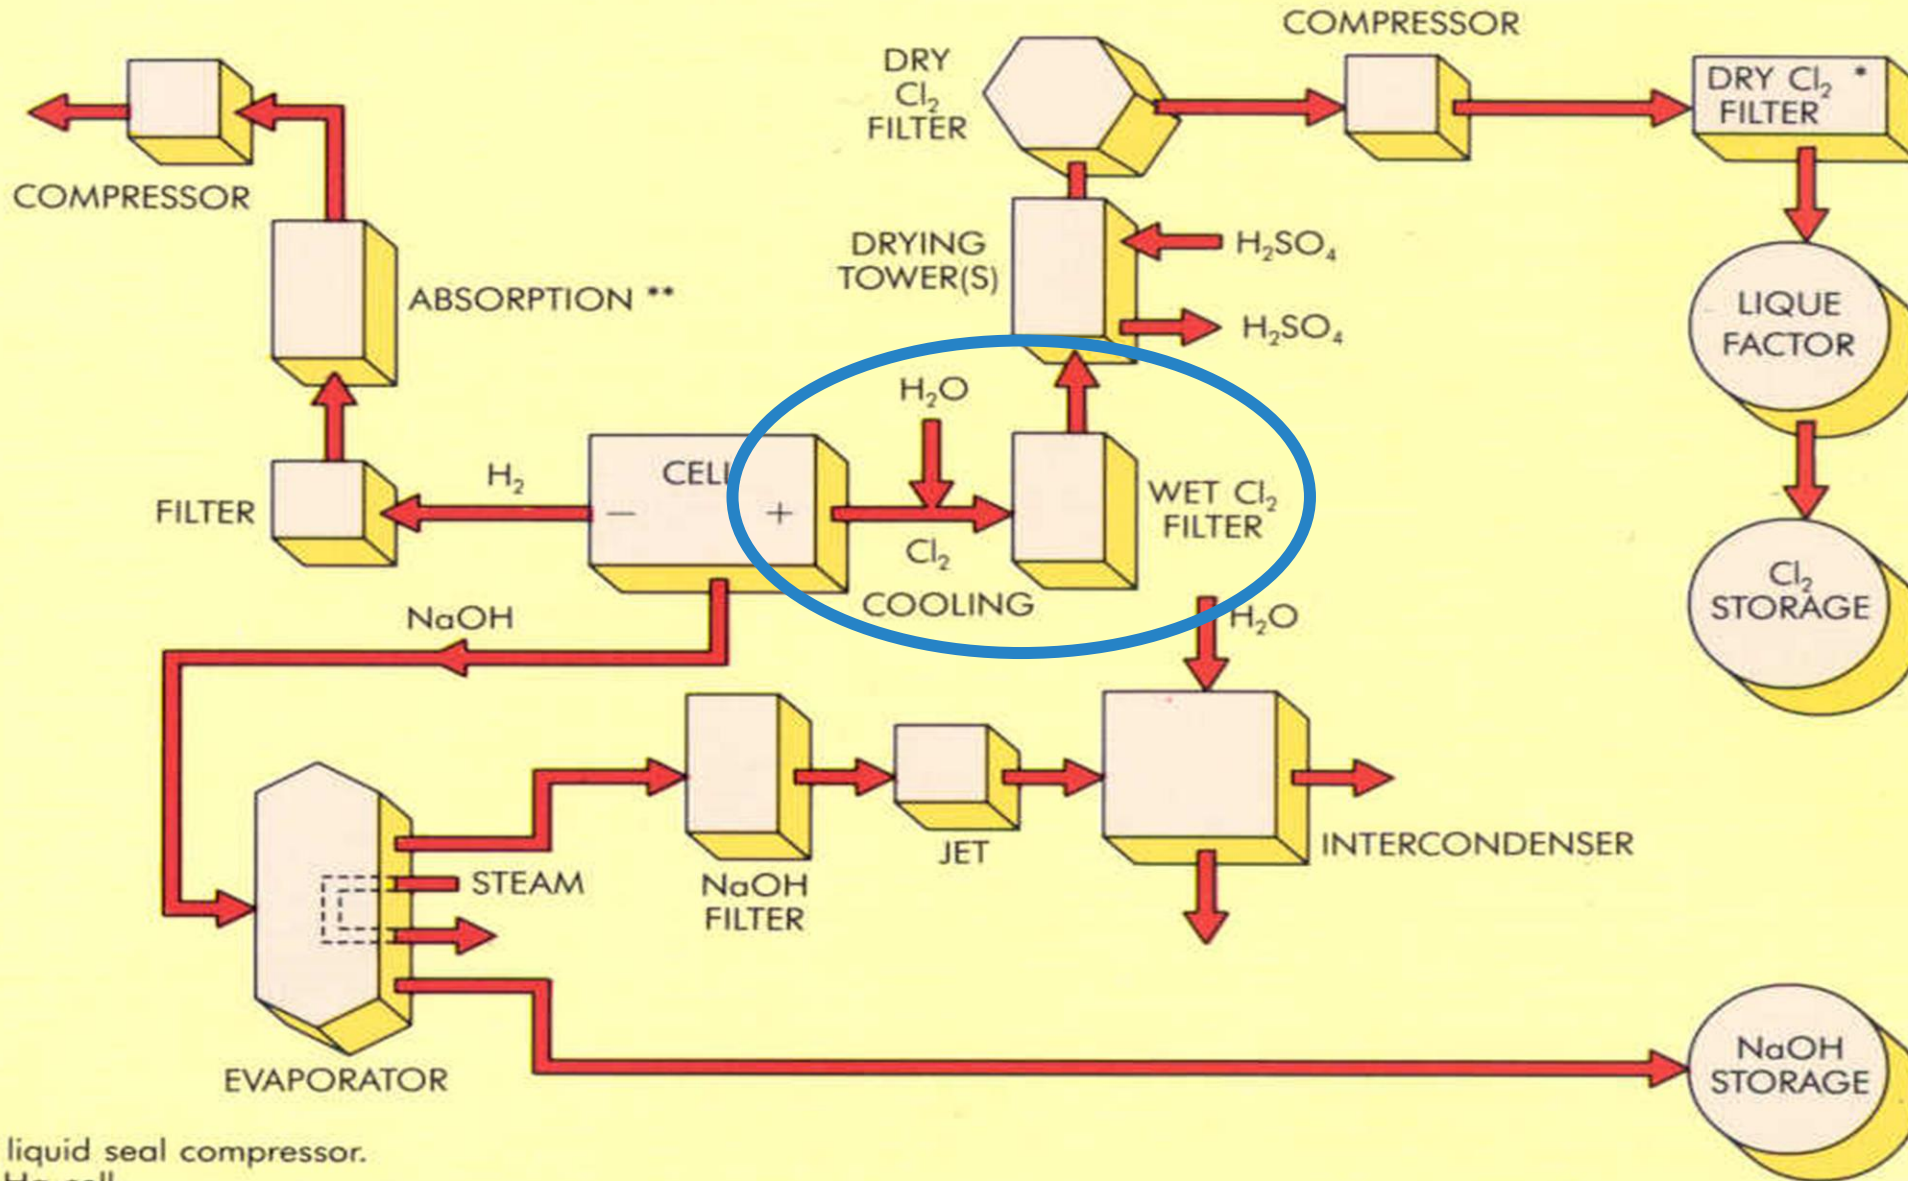 COMPRESSOR
DRY
Cl₂
FILTER
DRY Cl₂ *
FILTER
COMPRESSOR
DRYING
TOWER(S)
H₂SO₄
H₂SO₄
ABSORPTION **
LIQUE
FACTOR
H₂O
H₂
CELL
FILTER
−
+
WET Cl₂
FILTER
Cl₂
COOLING
Cl₂
STORAGE
NaOH
H₂O
STEAM
JET
INTERCONDENSER
NaOH
FILTER
EVAPORATOR
NaOH
STORAGE
liquid seal compressor.
Hg cell